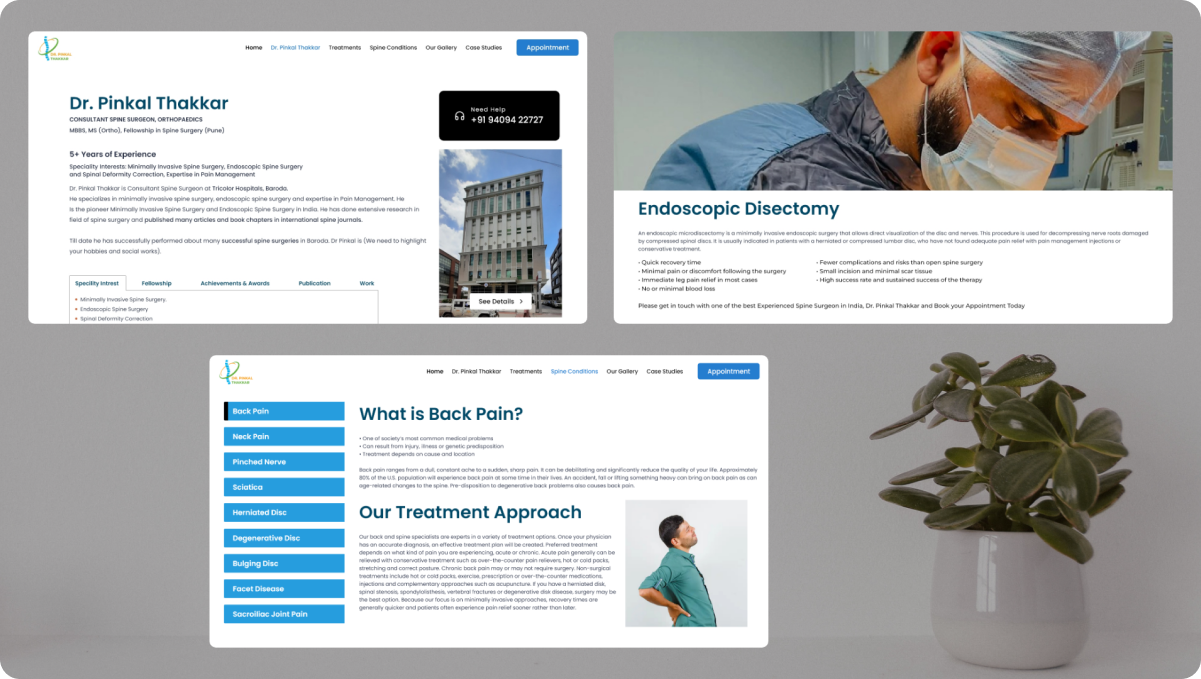 DR. PINKAL
THAKKAR
Home Dr. Pinkal Thakkar Treatments Spine Conditions Our Gallery Case Studies Appointment
Dr. Pinkal Thakkar
CONSULTANT SPINE SURGEON, ORTHOPAEDICS
MBBS, MS (Ortho), Fellowship in Spine Surgery (Pune)
5+ Years of Experience
Speciality Interests: Minimally Invasive Spine Surgery, Endoscopic Spine Surgery
and Spinal Deformity Correction, Expertise in Pain Management
Dr. Pinkal Thakkar is Consultant Spine Surgeon at Tricolor Hospitals, Baroda.
He specializes in minimally invasive spine surgery, endoscopic spine surgery and expertise in Pain Management. He
is the pioneer Minimally Invasive Spine Surgery and Endoscopic Spine Surgery in India. He has done extensive research in
field of spine surgery and published many articles and book chapters in international spine journals.
Till date he has successfully performed about many successful spine surgeries in Baroda. Dr Pinkal is (We need to highlight
your hobbies and social works).
Specility Intrest Fellowship Achievements & Awards Publication Work
Minimally Invasive Spine Surgery.
Endoscopic Spine Surgery
Spinal Deformity Correction
Need Help
+91 94094 22727
See Details
Endoscopic Disectomy
An endoscopic microdiscectomy is a minimally invasive endoscopic surgery that allows direct visualization of the disc and nerves. This procedure is used for decompressing nerve roots damaged
by compressed spinal discs. It is usually indicated in patients with a herniated or compressed lumbar disc, who have not found adequate pain relief with pain management injections or
conservative treatment.
• Quick recovery time
• Minimal pain or discomfort following the surgery
• Immediate leg pain relief in most cases
• No or minimal blood loss
• Fewer complications and risks than open spine surgery
• Small incision and minimal scar tissue
• High success rate and sustained success of the therapy
Please get in touch with one of the best Experienced Spine Surgeon in India, Dr. Pinkal Thakkar and Book your Appointment Today
DR. PINKAL
THAKKAR
Home Dr. Pinkal Thakkar Treatments Spine Conditions Our Gallery Case Studies Appointment
Back Pain
Neck Pain
Pinched Nerve
Sciatica
Herniated Disc
Degenerative Disc
Bulging Disc
Facet Disease
Sacroiliac Joint Pain
What is Back Pain?
• One of society's most common medical problems
• Can result from injury, illness or genetic predisposition
• Treatment depends on cause and location
Back pain ranges from a dull, constant ache to a sudden, sharp pain. It can be debilitating and significantly reduce the quality of your life. Approximately
80% of the U.S. population will experience back pain at some time in their lives. An accident, fall or lifting something heavy can bring on back pain as can
age-related changes to the spine. Pre-disposition to degenerative back problems also causes back pain.
Our Treatment Approach
Our back and spine specialists are experts in a variety of treatment options. Once your physician
has an accurate diagnosis, an effective treatment plan will be created. Preferred treatment
depends on what kind of pain you are experiencing, acute or chronic. Acute pain generally can be
relieved with conservative treatment such as over-the-counter pain relievers, hot or cold packs,
stretching and correct posture. Chronic back pain may or may not require surgery. Non-surgical
treatments include hot or cold packs, exercise, prescription or over-the-counter medications,
injections and complementary approaches such as acupuncture. If you have a herniated disk,
spinal stenosis, spondylolisthesis, vertebral fractures or degenerative disk disease, surgery may be
the best option. Because our focus is on minimally invasive approaches, recovery times are
generally quicker and patients often experience pain relief sooner rather than later.